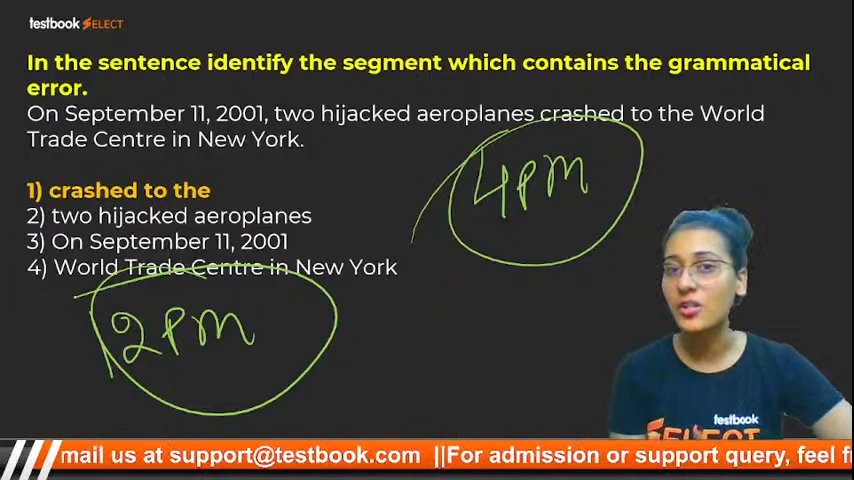 testbook SELECT
In the sentence identify the segment which contains the grammatical
error.
On September 11, 2001, two hijacked aeroplanes crashed to the World
Trade Centre in New York.
1) crashed to the
2) two hijacked aeroplanes
3) On September 11, 2001
4) World Trade Centre in New York
4PM
2PM
testbook
SELECT
mail us at support@testbook.com ||For admission or support query, feel f